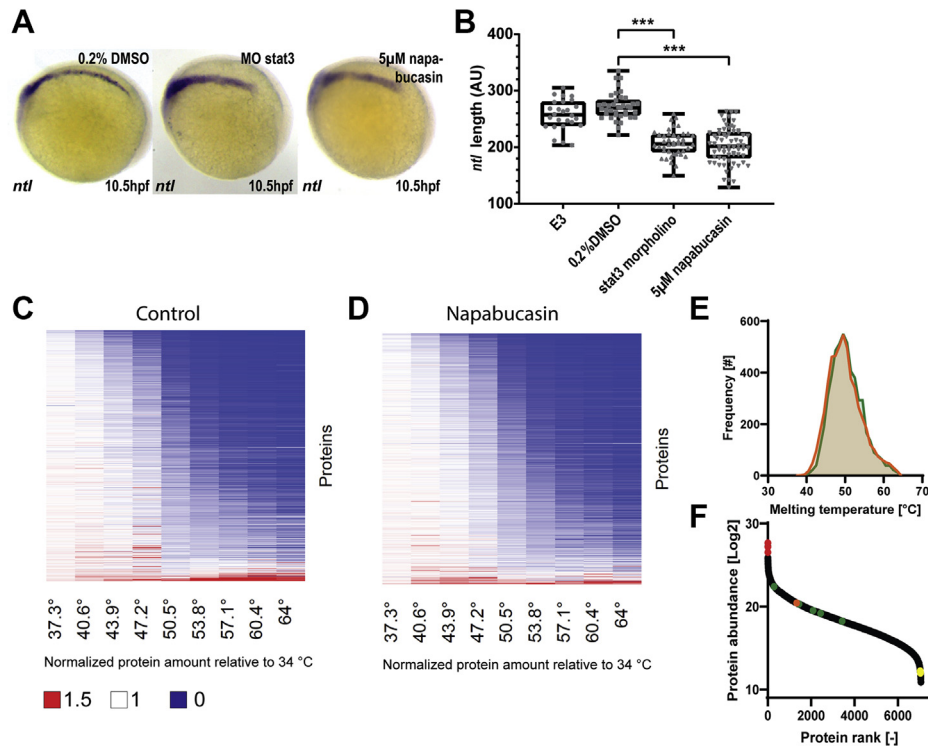 A
0.2% DMSO
MO stat3
5µM napa-
bucasin
ntl
10.5hpf
ntl
10.5hpf
ntl
10.5hpf
B
***
***
400
300
200
100
ntl length (AU)
E3
0.2%DMSO
stat3 morpholino
5µM napabucasin
C
Control
Proteins
37.3°
40.6°
43.9°
47.2°
50.5°
53.8°
57.1°
60.4°
64°
Normalized protein amount relative to 34 °C
1.5
1
0
D
Napabucasin
Proteins
37.3°
40.6°
43.9°
47.2°
50.5°
53.8°
57.1°
60.4°
64°
Normalized protein amount relative to 34 °C
E
600
400
200
0
Frequency [#]
30 40 50 60 70
Melting temperature [°C]
F
30
20
10
Protein abundance [Log2]
0 2000 4000 6000
Protein rank [-]